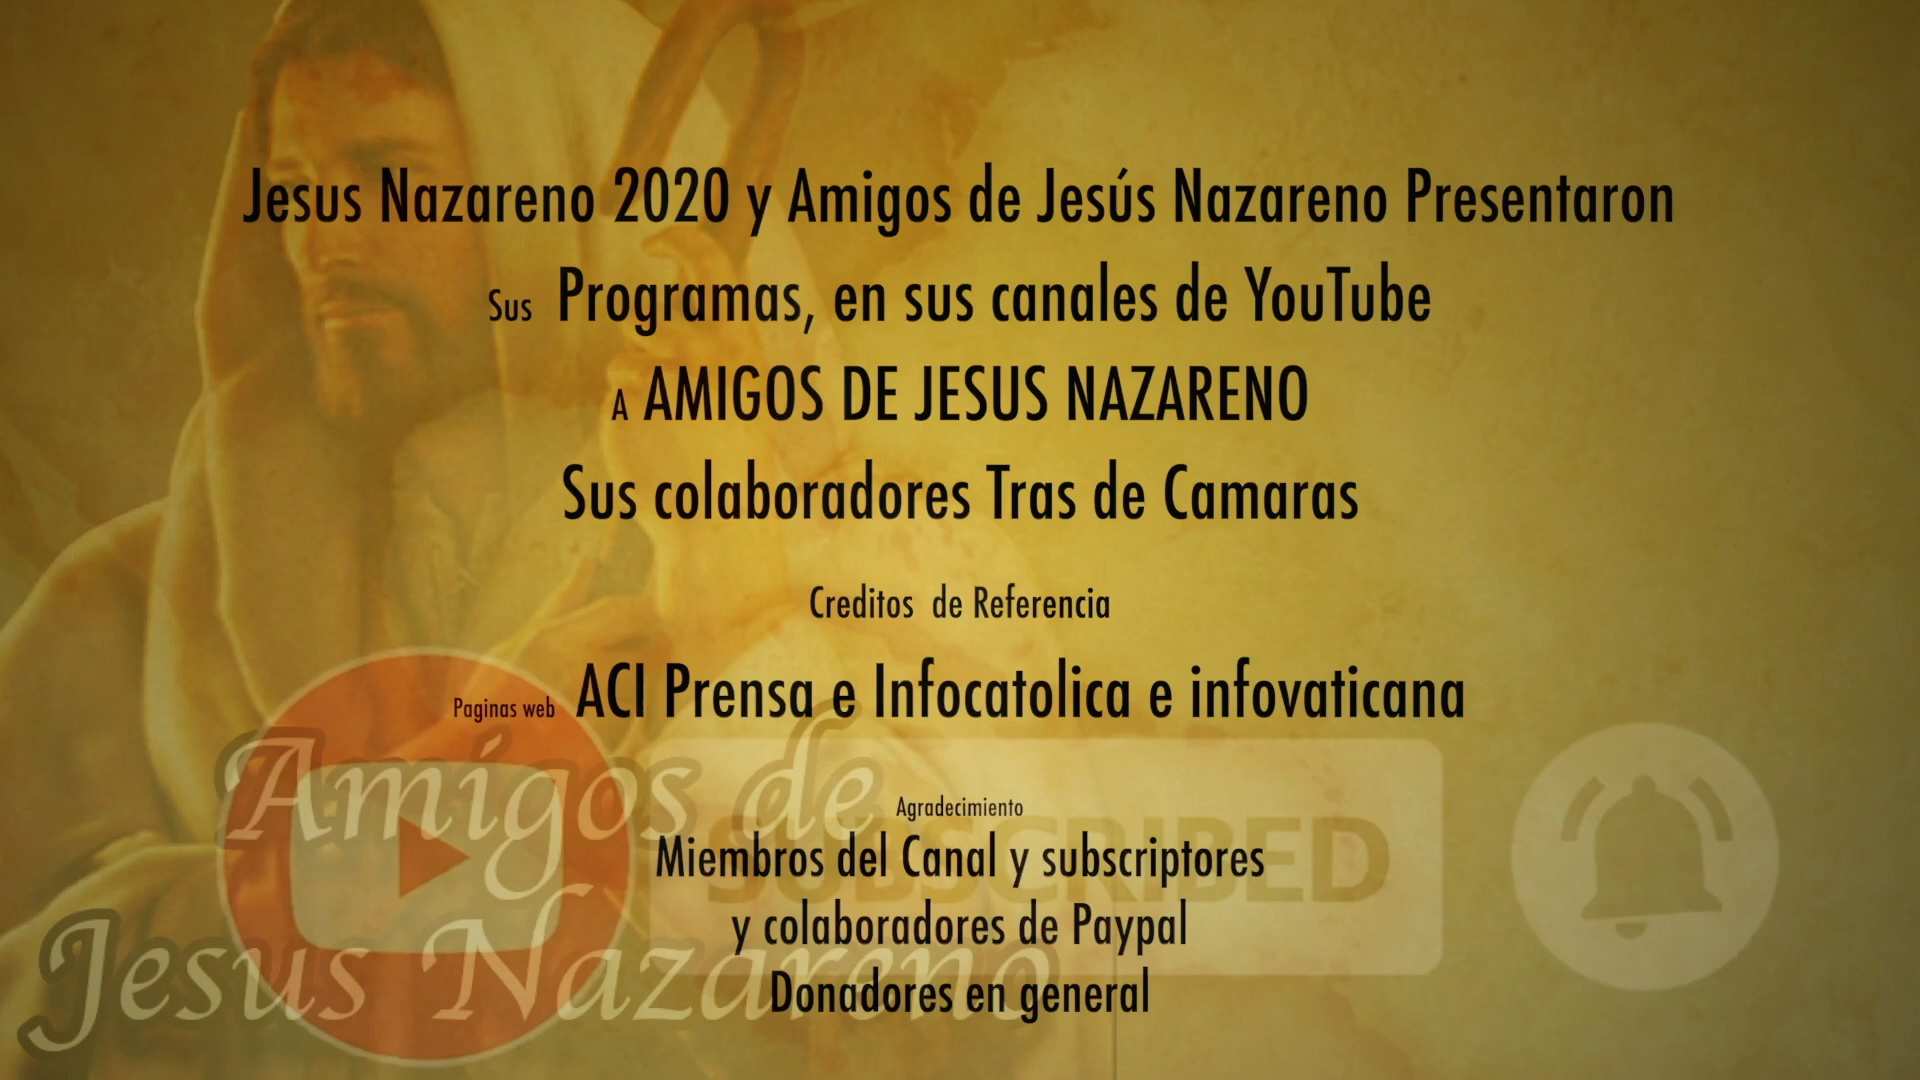 Jesus Nazareno 2020 y Amigos de Jesús Nazareno Presentaron
Sus Programas, en sus canales de YouTube
A AMIGOS DE JESUS NAZARENO
Sus colaboradores Tras de Camaras
Creditos de Referencia
Paginas web ACI Prensa e Infocatolica e infovaticana
Agradecimiento
Miembros del Canal y subscriptores
y colaboradores de Paypal
Donadores en general
Amigos de
Jesus Nazareno
SUBSCRIBED